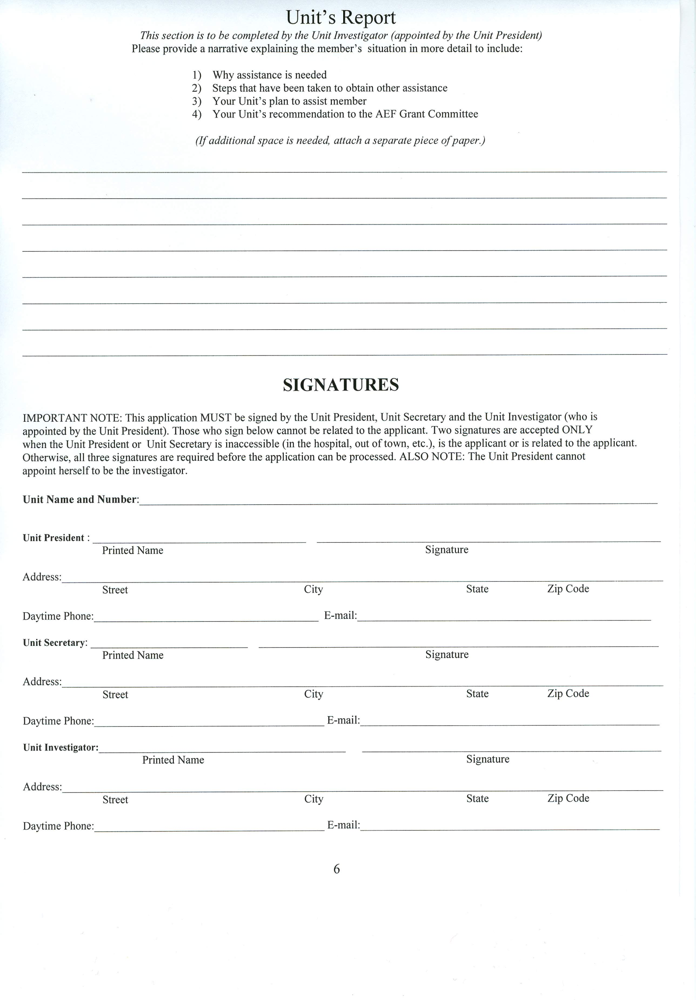 Unit's Report
This section is to be completed by the Unit Investigator (appointed by the Unit President)
Please provide a narrative explaining the member's situation in more detail to include:
1) Why assistance is needed
2) Steps that have been taken to obtain other assistance
3) Your Unit's plan to assist member
4) Your Unit's recommendation to the AEF Grant Committee
(If additional space is needed, attach a separate piece of paper.)
SIGNATURES
IMPORTANT NOTE: This application MUST be signed by the Unit President, Unit Secretary and the Unit Investigator (who is
appointed by the Unit President). Those who sign below cannot be related to the applicant. Two signatures are accepted ONLY
when the Unit President or Unit Secretary is inaccessible (in the hospital, out of town, etc.), is the applicant or is related to the applicant.
Otherwise, all three signatures are required before the application can be processed. ALSO NOTE: The Unit President cannot
appoint herself to be the investigator.
Unit Name and Number:
Unit President :
Printed Name Signature
Address:
Street City State Zip Code
Daytime Phone: E-mail:
Unit Secretary:
Printed Name Signature
Address:
Street City State Zip Code
Daytime Phone: E-mail:
Unit Investigator:
Printed Name Signature
Address:
Street City State Zip Code
Daytime Phone: E-mail:
6